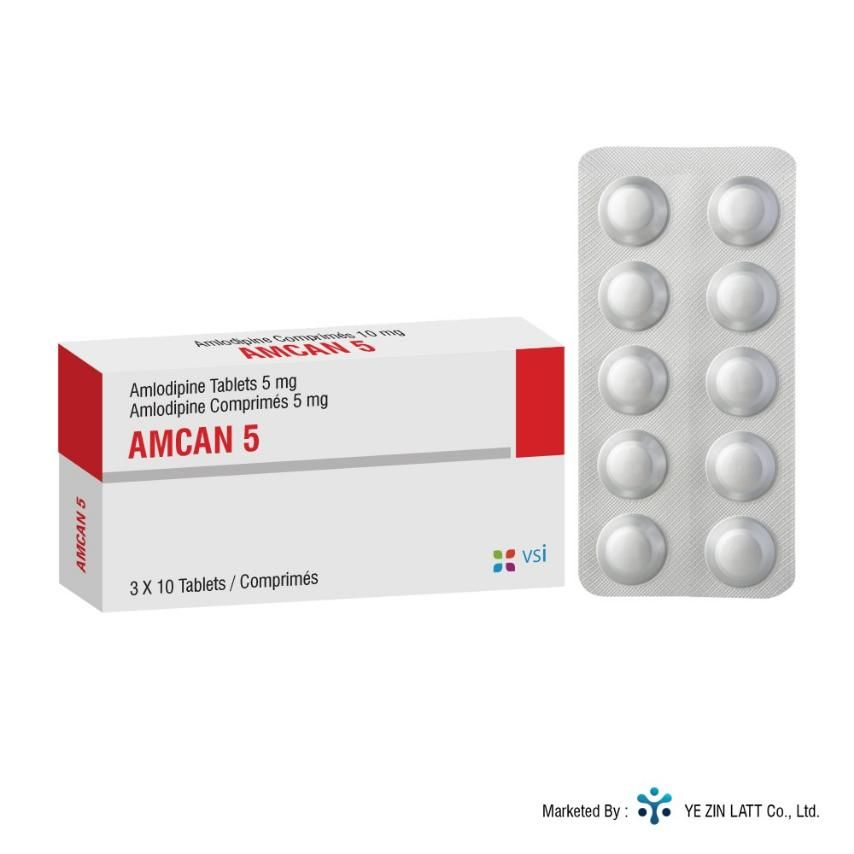 Amlodipine Comprimés 10 mg
AMCAN 5
Amlodipine Tablets 5 mg
Amlodipine Comprimés 5 mg
AMCAN 5
AMCAN 5
3 X 10 Tablets / Comprimés
vsi
Marketed By : YE ZIN LATT Co., Ltd.